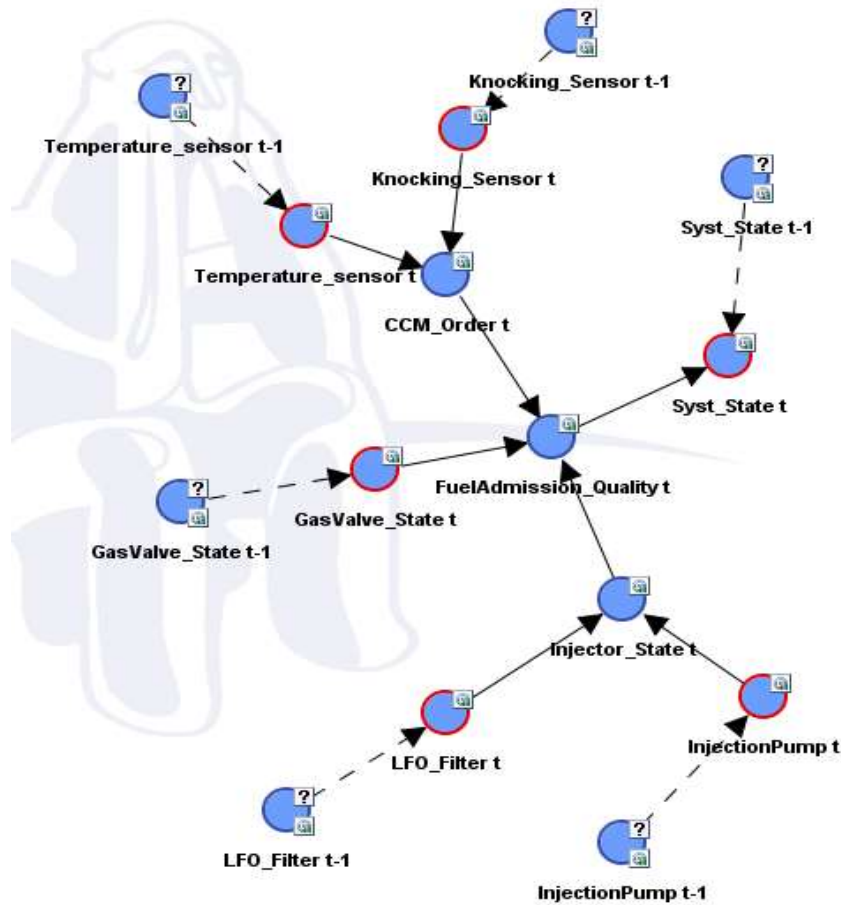 ?
Knocking_Sensor t-1
?
Temperature_sensor t-1
Knocking_Sensor t
?
Syst_State t-1
Temperature_sensor t
CCM_Order t
Syst_State t
FuelAdmission_Quality t
GasValve_State t
?
GasValve_State t-1
Injector_State t
InjectionPump t
LFO_Filter t
?
LFO_Filter t-1
?
InjectionPump t-1